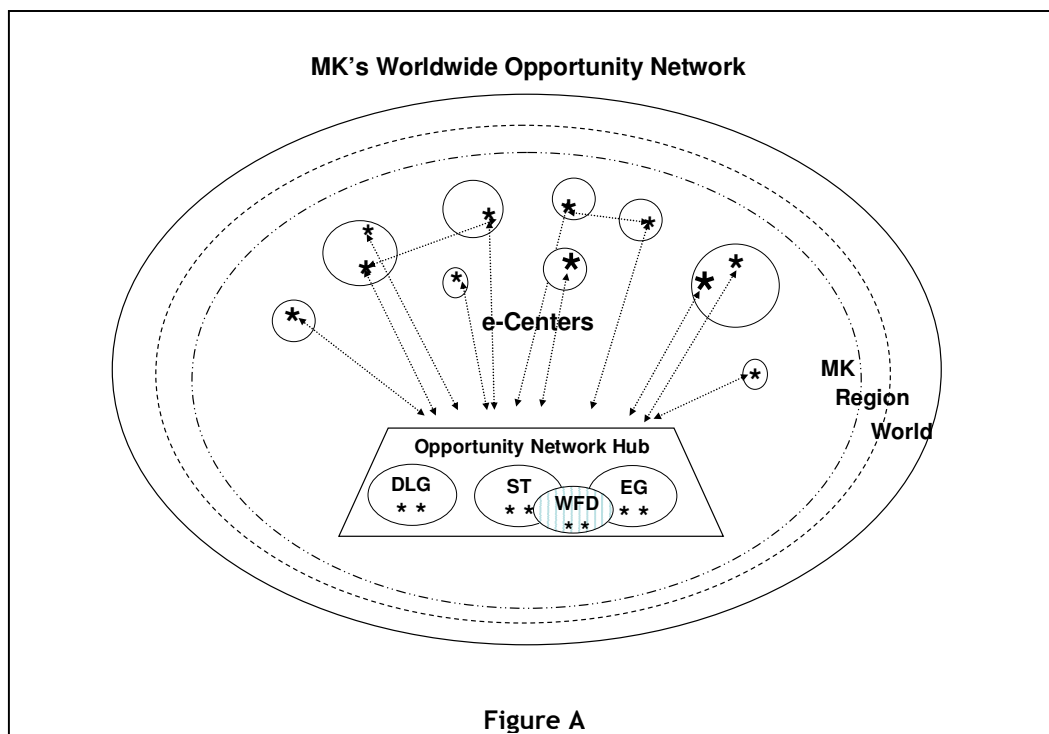 MK's Worldwide Opportunity Network
e-Centers
MK
Region
World
Opportunity Network Hub
DLG
* *
ST
* *
WFD
* *
EG
* *
Figure A